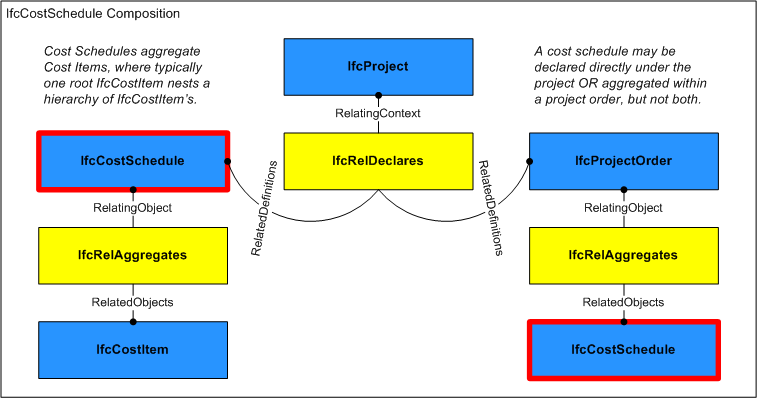 IfcCostSchedule Composition
Cost Schedules aggregate
Cost Items, where typically
one root IfcCostItem nests a
hierarchy of IfcCostItem's.
IfcProject
A cost schedule may be
declared directly under the
project OR aggregated within
a project order, but not both.
RelatingContext
IfcCostSchedule
IfcRelDeclares
IfcProjectOrder
RelatedDefinitions
RelatedDefinitions
RelatingObject
RelatingObject
IfcRelAggregates
IfcRelAggregates
RelatedObjects
RelatedObjects
IfcCostItem
IfcCostSchedule